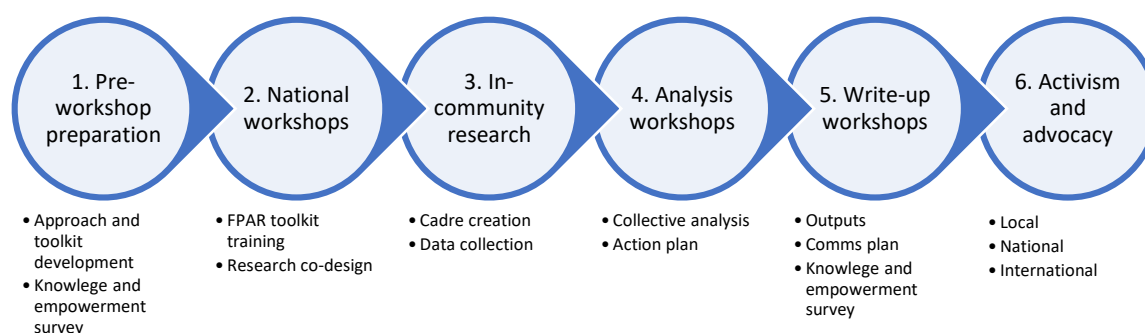 1. Pre-
workshop
preparation
2. National
workshops
3. In-
community
research
4. Analysis
workshops
5. Write-up
workshops
6. Activism
and
advocacy
• Approach and
toolkit
development
• Knowlege and
empowerment
survey
• FPAR toolkit
training
• Research co-design
• Cadre creation
• Data collection
• Collective analysis
• Action plan
• Outputs
• Comms plan
• Knowlege and
empowerment
survey
• Local
• National
• International